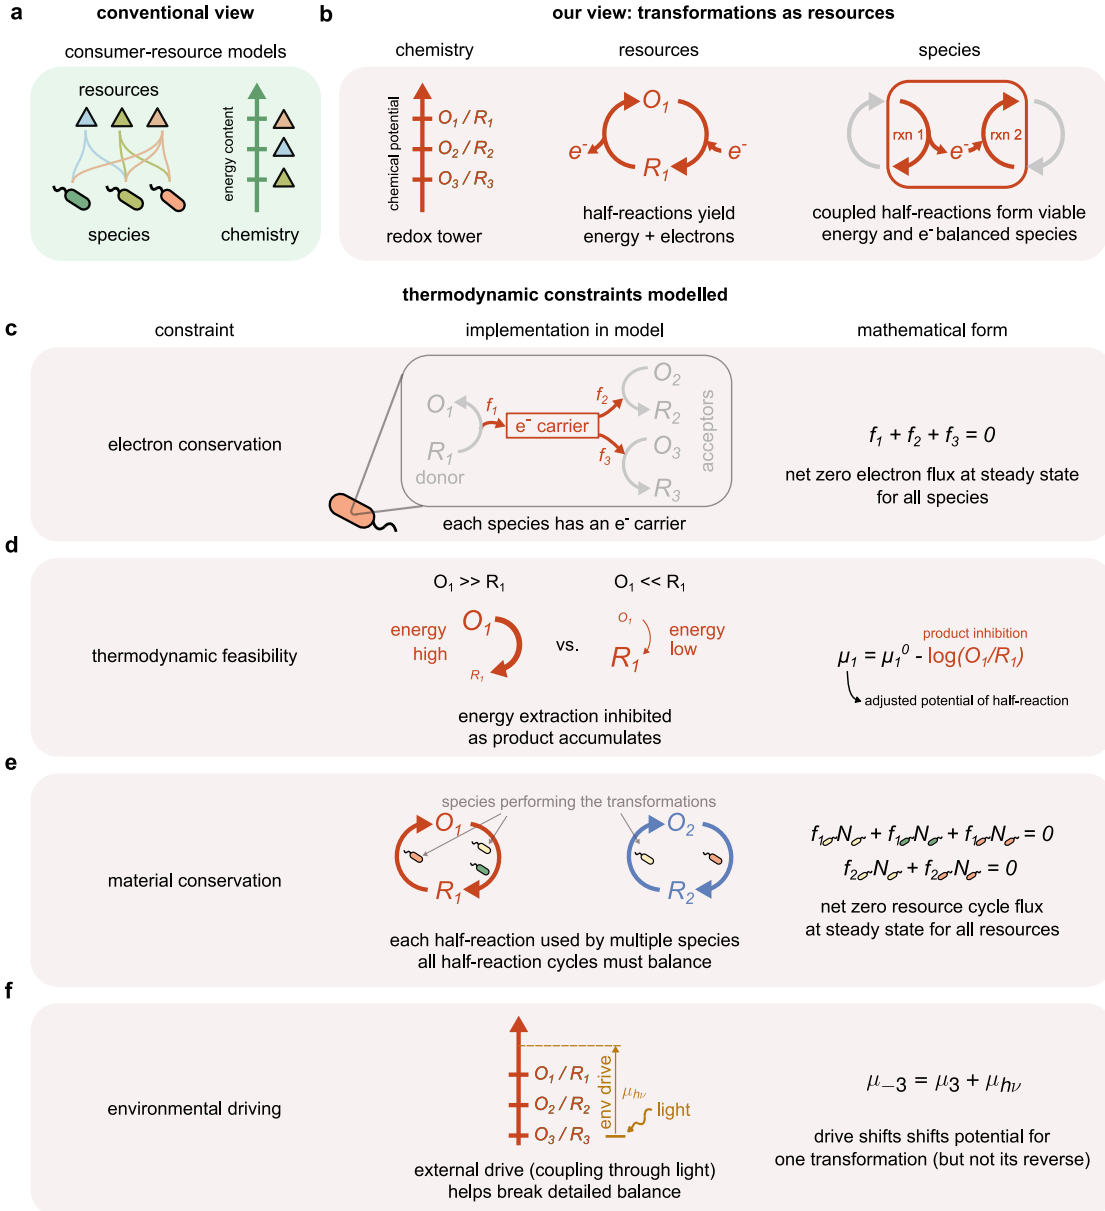 a
conventional view
consumer-resource models
resources
species
energy content
chemistry
b
our view: transformations as resources
chemistry
chemical potential
O1 / R1
O2 / R2
O3 / R3
redox tower
resources
O1
e-
e-
R1
half-reactions yield
energy + electrons
species
rxn 1
e-
rxn 2
coupled half-reactions form viable
energy and e- balanced species
thermodynamic constraints modelled
c
constraint
implementation in model
mathematical form
electron conservation
O1
R1
donor
f1
e- carrier
f2
f3
O2
R2
O3
R3
acceptors
each species has an e- carrier
f1 + f2 + f3 = 0
net zero electron flux at steady state
for all species
d
thermodynamic feasibility
O1 >> R1
O1
energy
high
R1
vs.
O1 << R1
O1
energy
low
R1
energy extraction inhibited
as product accumulates
product inhibition
μ1 = μ1^0 - log(O1/R1)
adjusted potential of half-reaction
e
material conservation
species performing the transformations
O1
R1
O2
R2
each half-reaction used by multiple species
all half-reaction cycles must balance
f1 N + f1 N + f1 N = 0
f2 N + f2 N = 0
net zero resource cycle flux
at steady state for all resources
f
environmental driving
O1 / R1
O2 / R2
O3 / R3
env drive
μhν
light
external drive (coupling through light)
helps break detailed balance
μ−3 = μ3 + μhν
drive shifts shifts potential for
one transformation (but not its reverse)